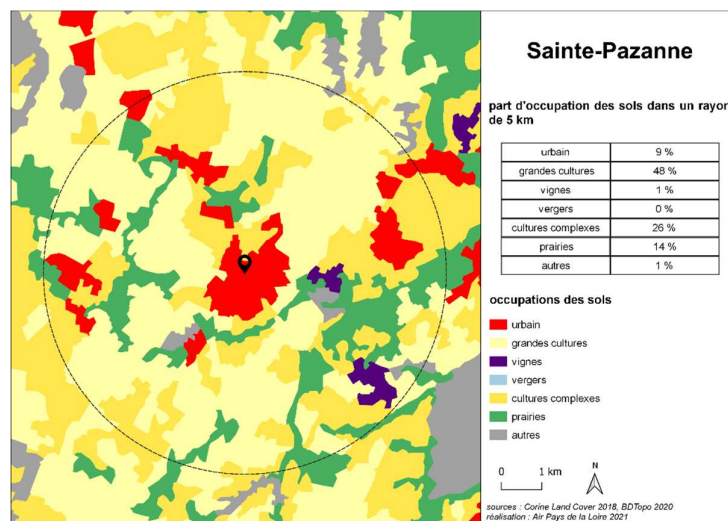 Sainte-Pazanne
part d'occupation des sols dans un rayon
de 5 km
urbain 9 %
grandes cultures 48 %
vignes 1 %
vergers 0 %
cultures complexes 26 %
prairies 14 %
autres 1 %
occupations des sols
urbain
grandes cultures
vignes
vergers
cultures complexes
prairies
autres
0 1 km
N
sources : Corine Land Cover 2018, BDTopo 2020
réalisation : Air Pays de la Loire 2021